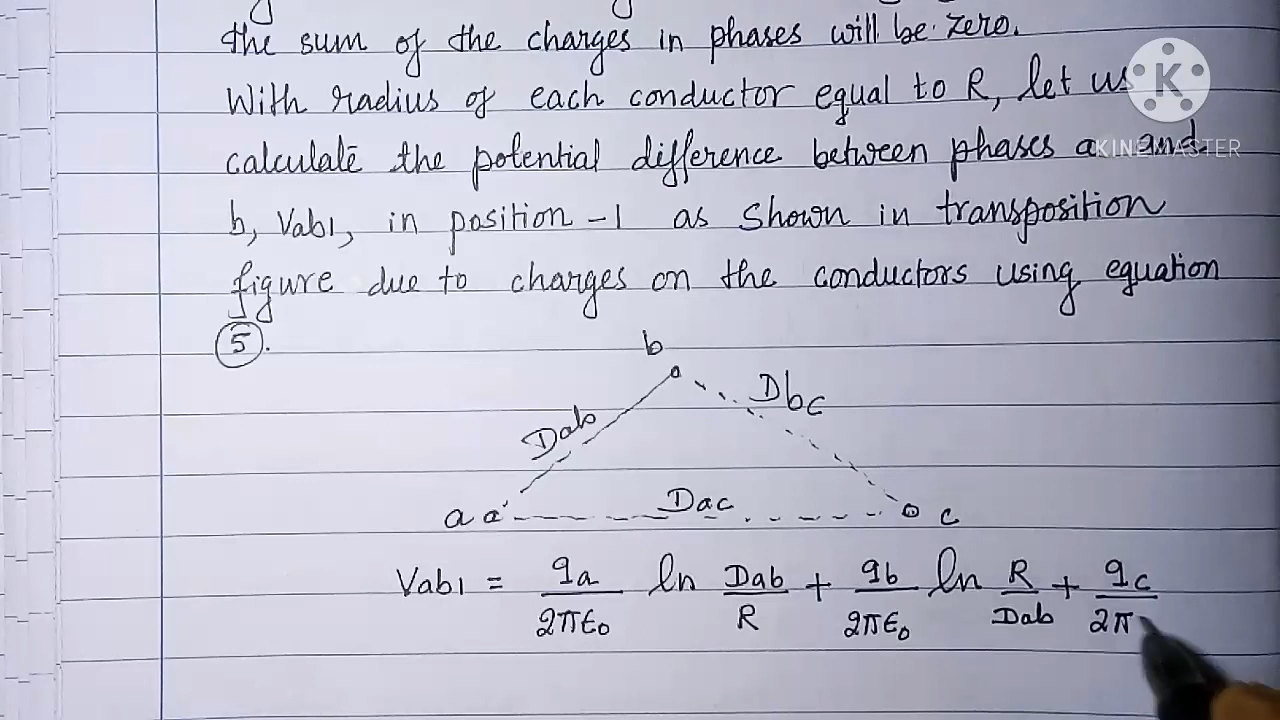 the sum of the charges in phases will be zero.
With radius of each conductor equal to R, let us
calculate the potential difference between phases a and
b, Vab1, in position -1 as shown in transposition
figure due to charges on the conductors using equation
5.
b
Dab
Dbc
a
Dac
c
Vab1 = qa/2πϵ0 ln Dab/R + qb/2πϵ0 ln R/Dab + qc/2π
K
KINEMASTER